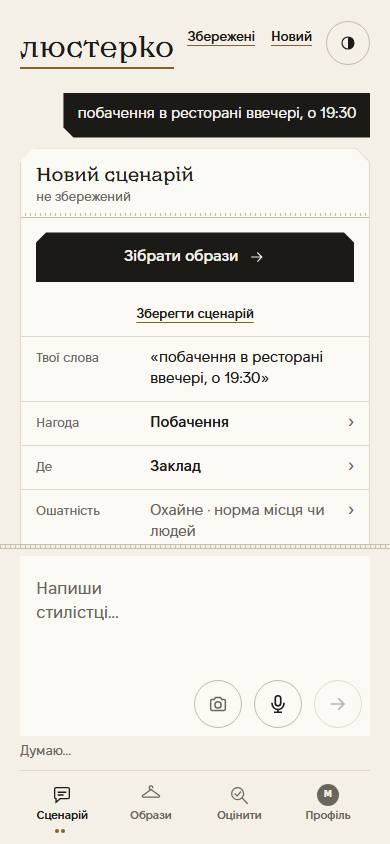 люстерко
Збережені
Новий
побачення в ресторані ввечері, о 19:30
Новий сценарій
не збережений
Зібрати образи →
Зберегти сценарій
Твої слова
«побачення в ресторані
ввечері, о 19:30»
Нагода
Побачення
Де
Заклад
Ошатність
Охайне · норма місця чи
людей
Напиши
стилістці...
Думаю...
Сценарій
Образи
Оцінити
М
Профіль